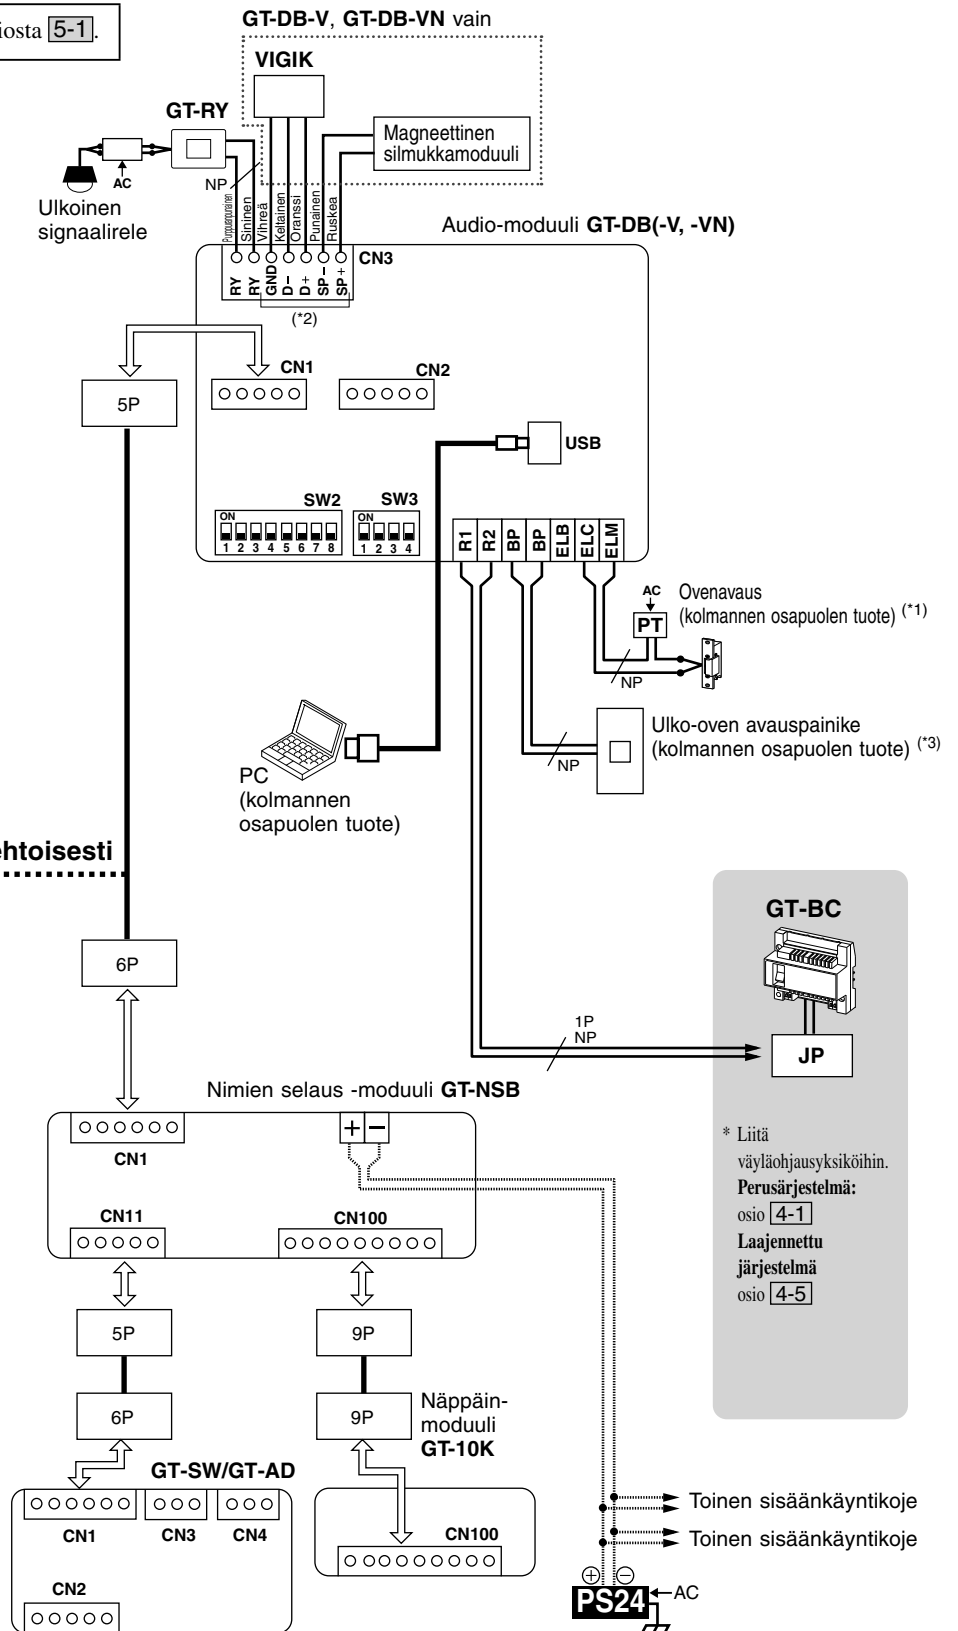 GT-DB-V, GT-DB-VN vain
iosta 5-1.
VIGIK
GT-RY
Magneettinen
silmukkamoduuli
AC
NP
Ulkoinen
signaalirele
Purppuranpunainen
Sininen
Vihreä
Keltainen
Oranssi
Punainen
Ruskea
Audio-moduuli GT-DB(-V, -VN)
CN3
RY
RY
GND
D−
D+
SP−
SP+
(*2)
CN1
CN2
5P
USB
SW2
SW3
ON
1 2 3 4 5 6 7 8
ON
1 2 3 4
R1
R2
BP
BP
ELB
ELC
ELM
AC
PT
Ovenavaus
(kolmannen osapuolen tuote) (*1)
NP
Ulko-oven avauspainike
(kolmannen osapuolen tuote) (*3)
NP
PC
(kolmannen
osapuolen tuote)
ehtoisesti
GT-BC
6P
1P
NP
JP
Nimien selaus -moduuli GT-NSB
+ −
CN1
* Liitä
väyläohjausyksiköihin.
Perusärjestelmä:
osio 4-1
Laajennettu
järjestelmä
osio 4-5
CN11
CN100
5P
9P
6P
9P
Näppäin-
moduuli
GT-10K
GT-SW/GT-AD
CN1
CN3
CN4
CN100
Toinen sisäänkäyntikoje
Toinen sisäänkäyntikoje
CN2
+ −
PS24
AC